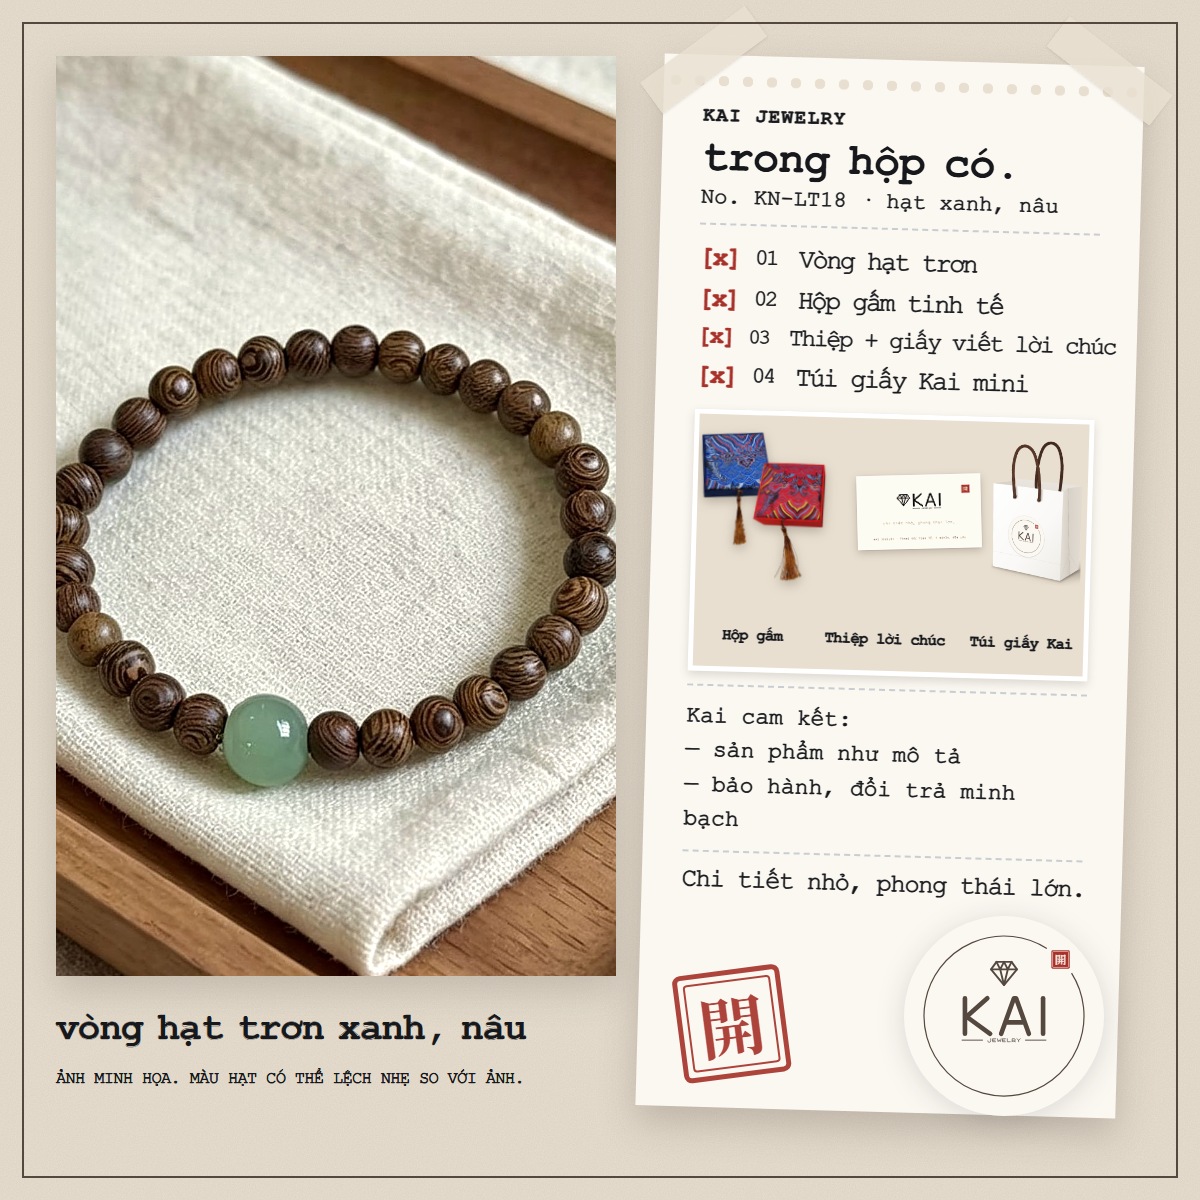 KAI JEWELRY
trong hộp có.
No. KN-LT18 · hạt xanh, nâu
[x] 01 Vòng hạt trơn
[x] 02 Hộp gấm tinh tế
[x] 03 Thiệp + giấy viết lời chúc
[x] 04 Túi giấy Kai mini
KAI
開
KAI
Hộp gấm
Thiệp lời chúc
Túi giấy Kai
Kai cam kết:
— sản phẩm như mô tả
— bảo hành, đổi trả minh
bạch
Chi tiết nhỏ, phong thái lớn.
開
開
KAI
JEWELRY
vòng hạt trơn xanh, nâu
ẢNH MINH HỌA. MÀU HẠT CÓ THỂ LỆCH NHẸ SO VỚI ẢNH.